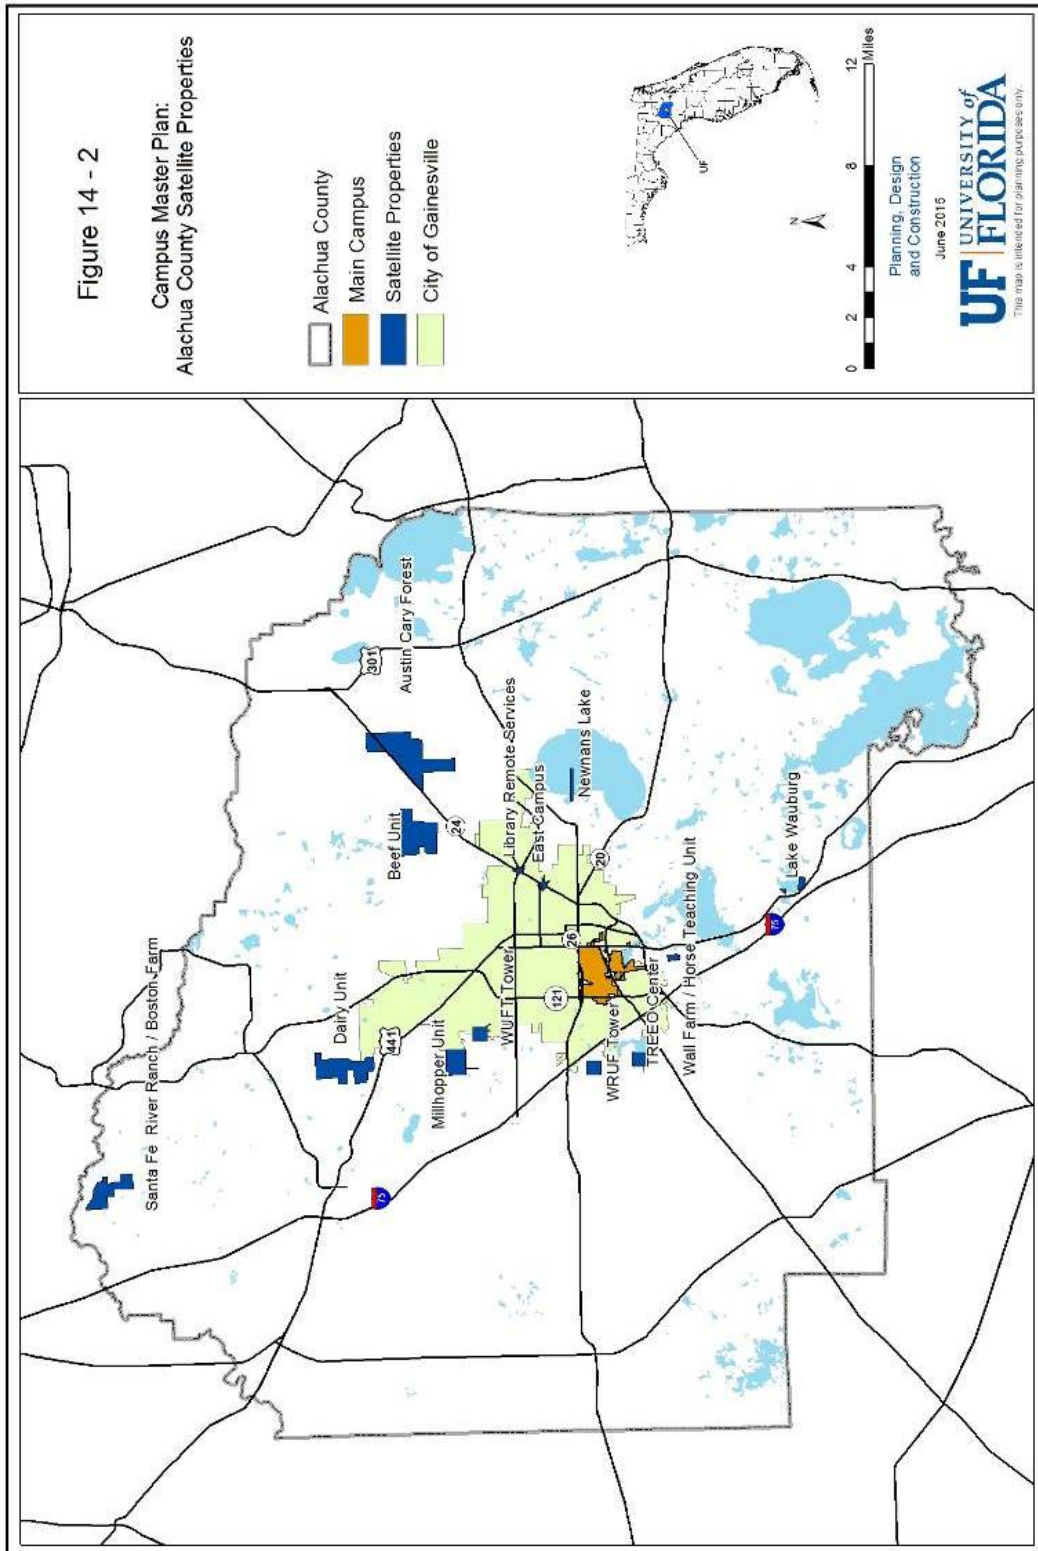 Figure 14 - 2
Campus Master Plan:
Alachua County Satellite Properties
Alachua County
Main Campus
Satellite Properties
City of Gainesville
UF
N
0 2 4 8 12
Miles
Planning, Design
and Construction
June 2015
UF UNIVERSITY of
FLORIDA
This map is intended for planning purposes only.
Santa Fe River Ranch / Boston Farm
Dairy Unit
Beef Unit
Austin Cary Forest
301
24
441
75
Millhopper Unit
WUFT Tower
Library Remote Services
East Campus
Newnans Lake
121
26
20
WRUF Tower
TREEO Center
Wall Farm / Horse Teaching Unit
Lake Wauburg
75